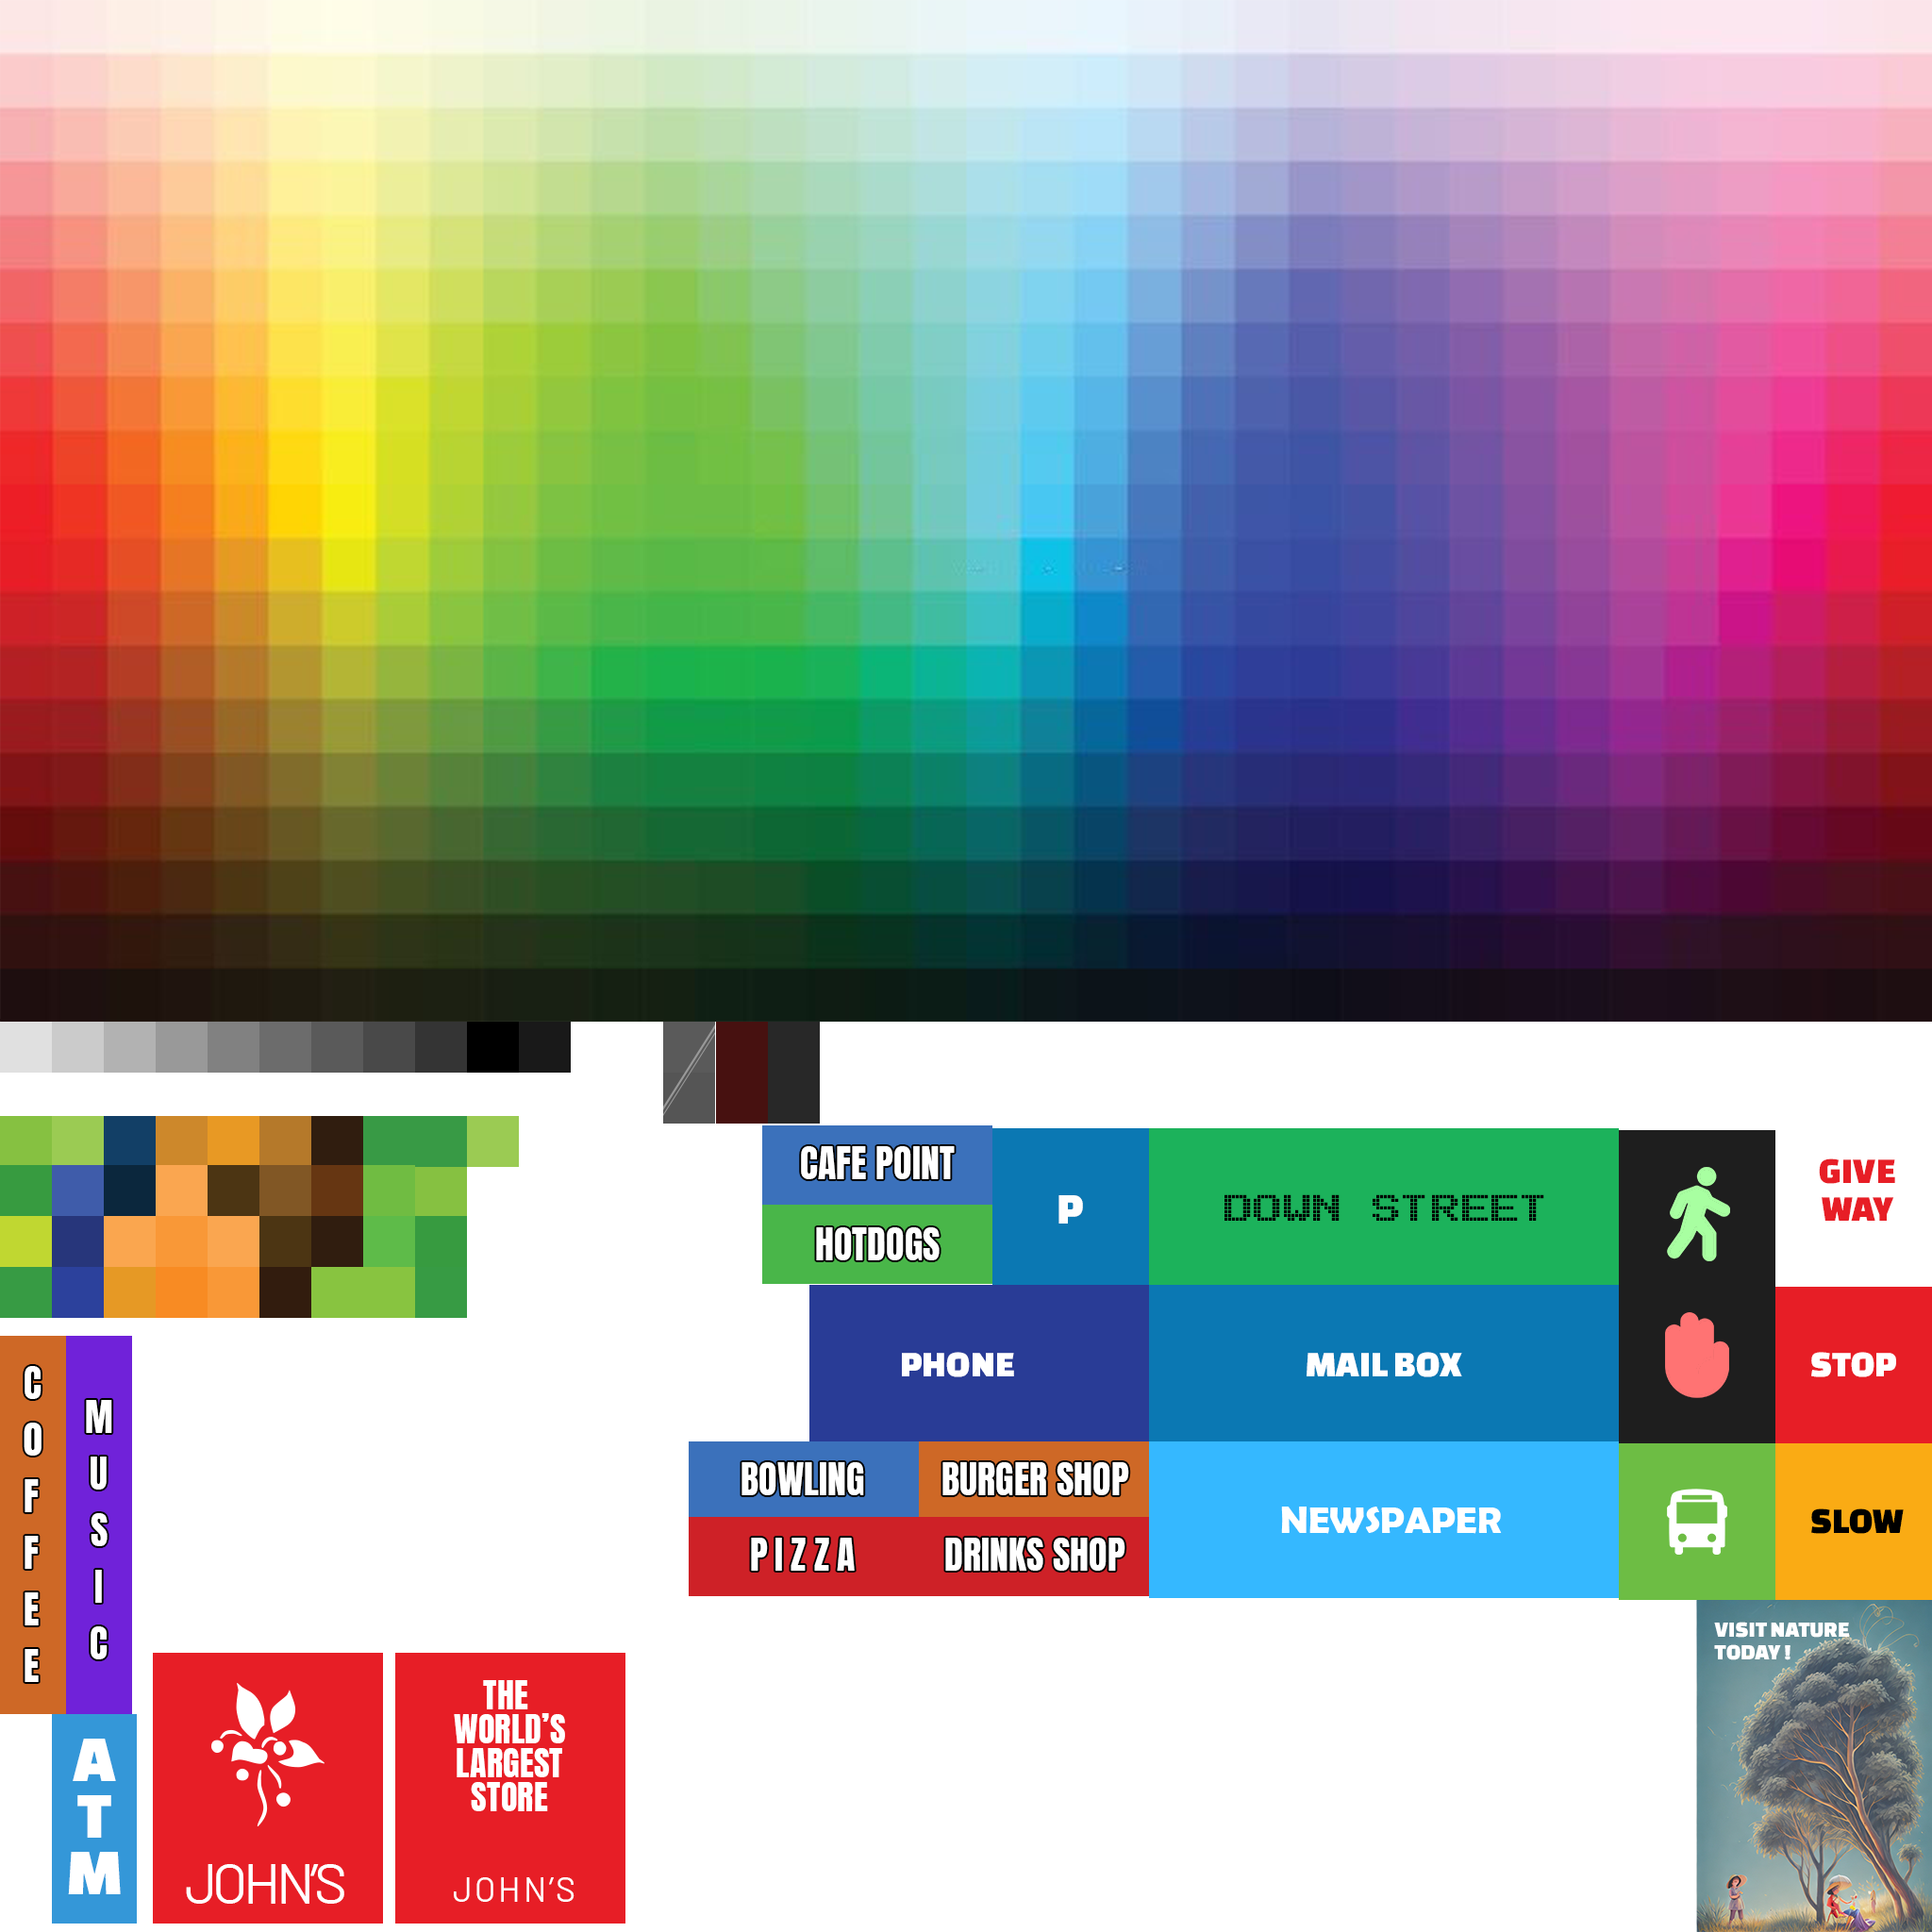 CAFE POINT
HOTDOGS
P
DOWN STREET
GIVE
WAY
PHONE
MAIL BOX
STOP
BOWLING
BURGER SHOP
PIZZA
DRINKS SHOP
NEWSPAPER
SLOW
COFFEE
MUSIC
ATM
JOHN'S
THE
WORLD'S
LARGEST
STORE
JOHN'S
VISIT NATURE
TODAY!